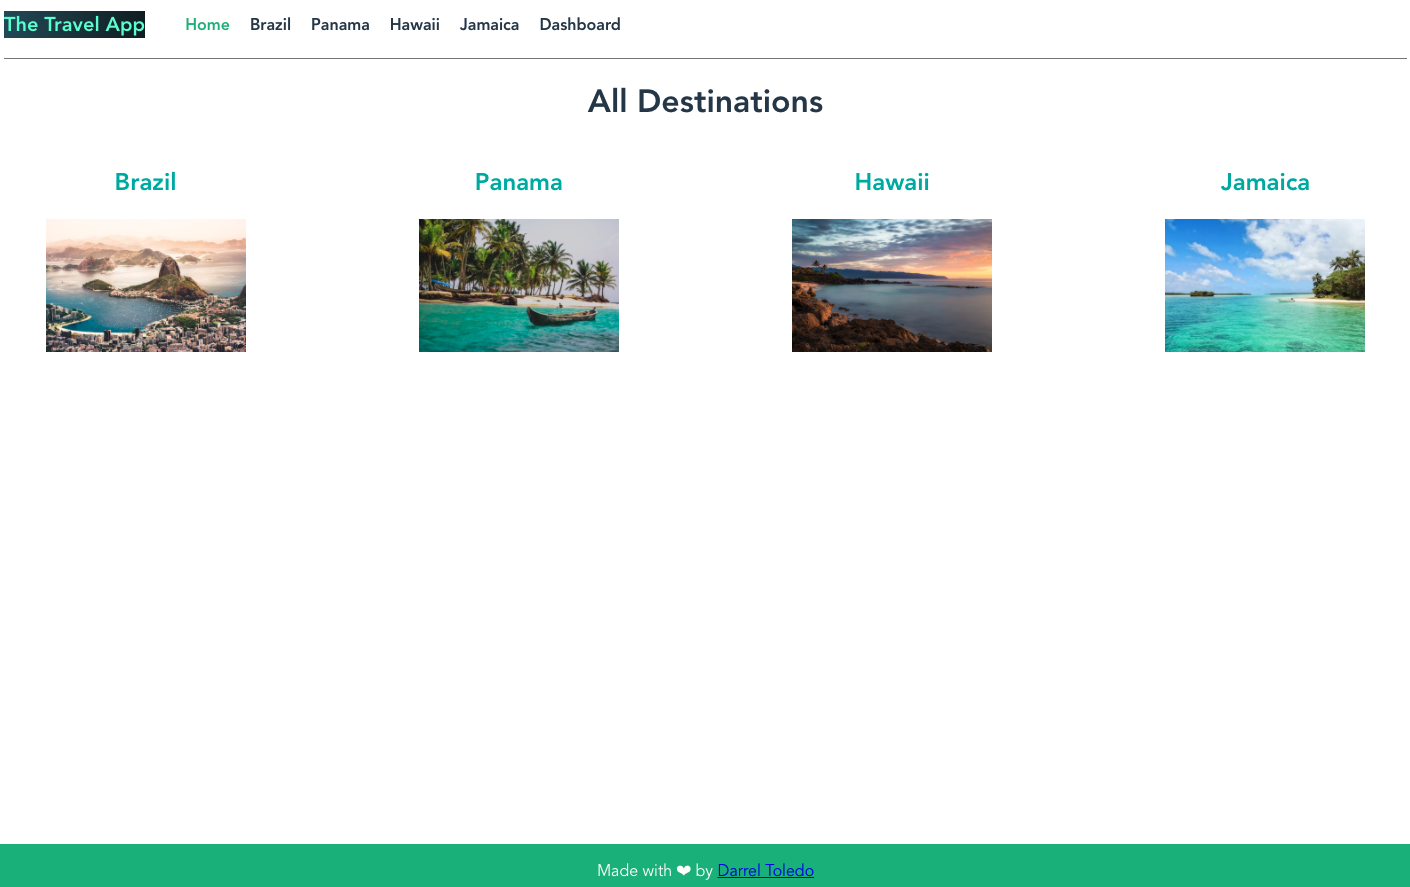 The Travel App Home Brazil Panama Hawaii Jamaica Dashboard
All Destinations
Brazil Panama Hawaii Jamaica
Made with ❤ by Darrel Toledo